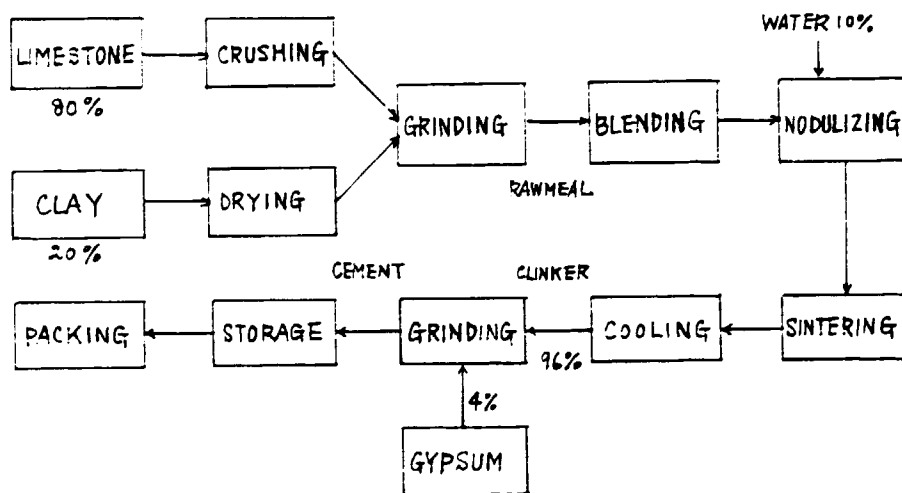 WATER 10%
LIMESTONE
CRUSHING
80%
GRINDING
BLENDING
NODULIZING
RAWMEAL
CLAY
DRYING
20%
CEMENT
CLINKER
PACKING
STORAGE
GRINDING
COOLING
SINTERING
96%
4%
GYPSUM